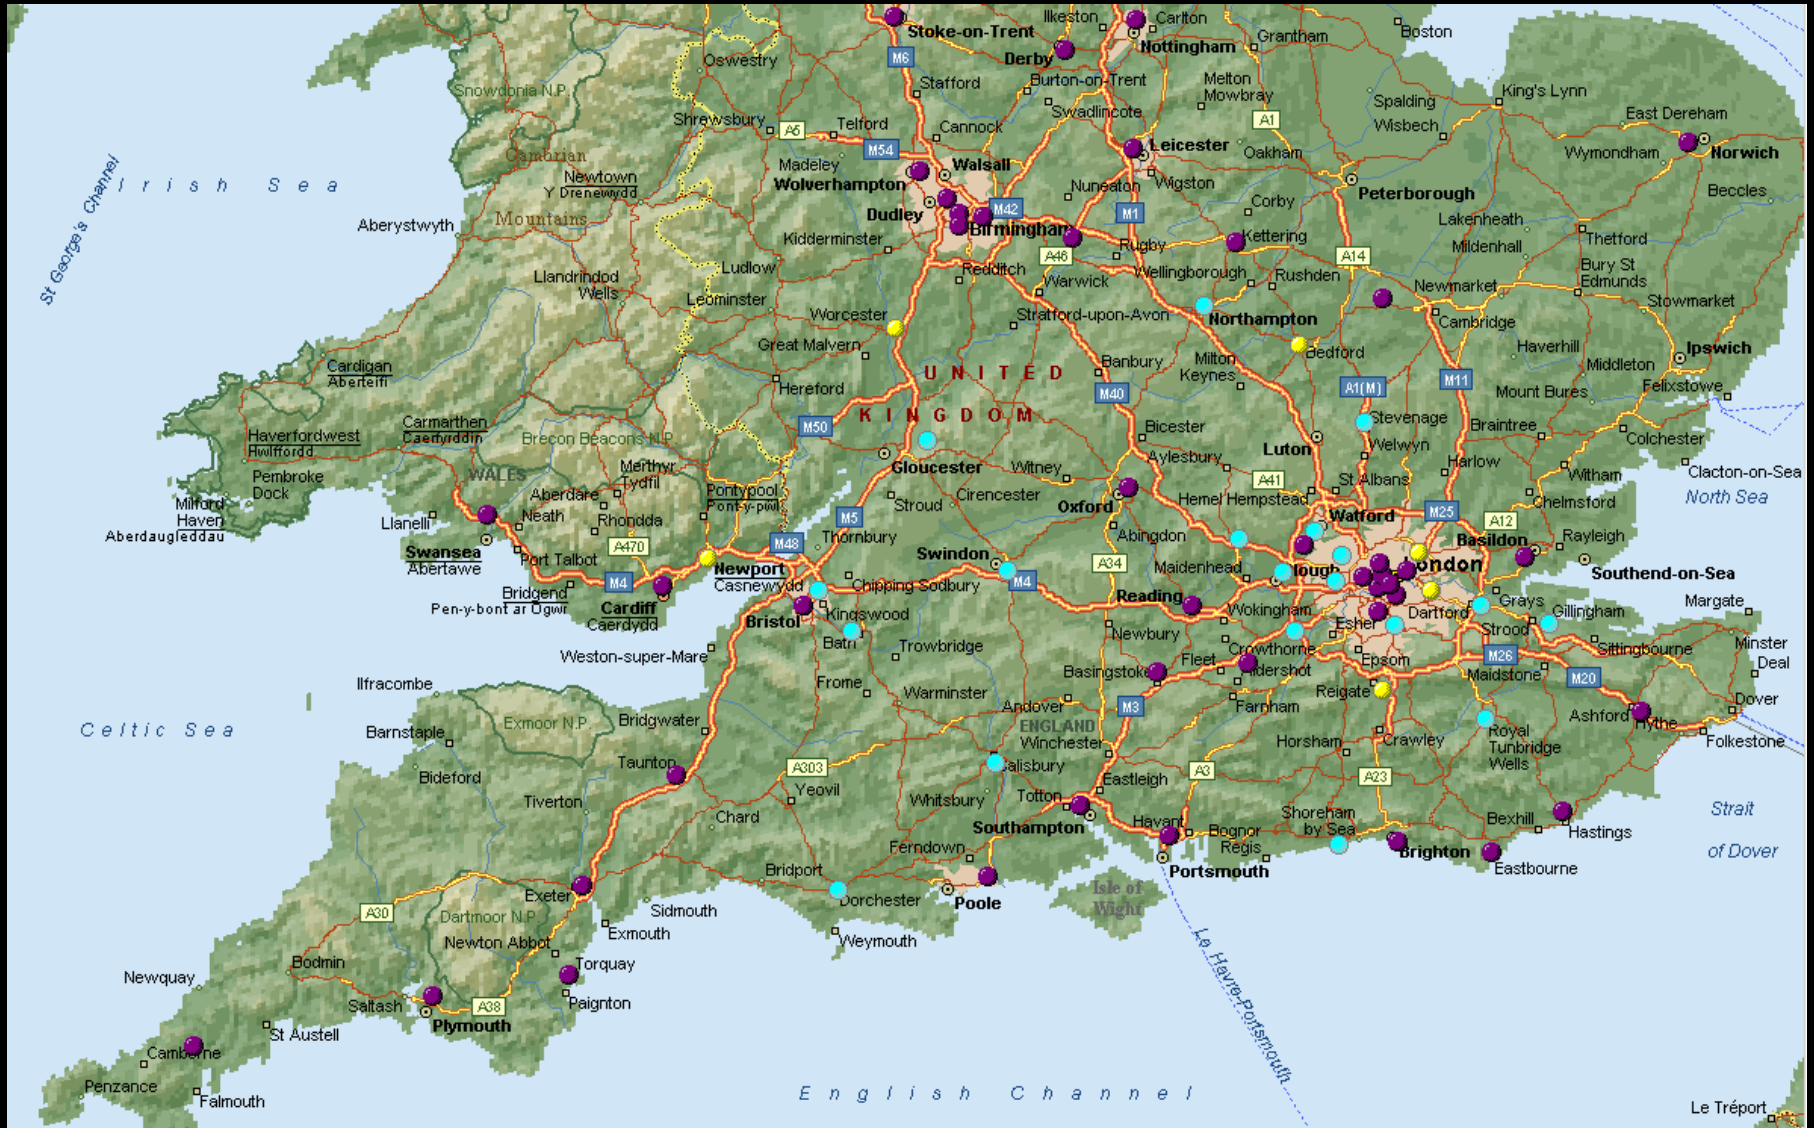 Ilkeston
Carlton
Stoke-on-Trent
Nottingham
Grantham
Boston
Derby
M6
Oswestry
Stafford
Burton-on-Trent
Melton
Mowbray
Snowdonia N.P.
Swadlincote
Spalding
King's Lynn
Shrewsbury
A5
Telford
Cannock
A1
Wisbech
East Dereham
M54
Leicester
Oakham
Norwich
Wymondham
Cambrian
Mountains
Madeley
Walsall
Wolverhampton
Newtown
Y Drenewydd
Nuneaton
Wigston
Peterborough
Beccles
Irish Sea
St George's Channel
Dudley
M42
M1
Corby
Lakenheath
Aberystwyth
Birmingham
Kidderminster
A46
Rugby
Kettering
A14
Mildenhall
Thetford
Ludlow
Redditch
Warwick
Wellingborough
Rushden
Newmarket
Bury St
Edmunds
Llandrindod
Wells
Leominster
Stowmarket
Worcester
Stratford-upon-Avon
Northampton
Cambridge
Great Malvern
Bedford
Haverhill
Ipswich
Cardigan
Aberteifi
UNITED
KINGDOM
Banbury
Milton
Keynes
Middleton
Hereford
M40
A1(M)
M11
Mount Bures
Felixstowe
Carmarthen
Caerfyrddin
M50
Stevenage
Braintree
Haverfordwest
Hwlffordd
Brecon Beacons N.P.
Bicester
Luton
Welwyn
Colchester
Pembroke
Dock
WALES
Merthyr
Tydfil
Gloucester
Witney
Aylesbury
Harlow
Witham
Clacton-on-Sea
Milford
Haven
Aberdaugleddau
Aberdare
Pontypool
Pont-y-pwl
Stroud
Cirencester
A41
St Albans
Hemel Hempstead
Chelmsford
North Sea
Llanelli
Neath
Rhondda
M5
Oxford
Watford
M25
A12
Swansea
Abertawe
A470
M48
Thornbury
Abingdon
Basildon
Rayleigh
Port Talbot
Newport
Casnewydd
Swindon
A34
Maidenhead
Slough
London
Southend-on-Sea
Bridgend
Pen-y-bont ar Ogwr
M4
Chipping Sodbury
M4
Reading
Wokingham
Dartford
Grays
Gillingham
Margate
Cardiff
Caerdydd
Bristol
Kingswood
Bath
Newbury
Esher
Strood
Minster
Weston-super-Mare
Trowbridge
Crowthorne
Epsom
M26
Sittingbourne
Deal
Basingstoke
Fleet
Aldershot
Maidstone
M20
Ilfracombe
Frome
Warminster
Andover
M3
Farnham
Reigate
Dover
Celtic Sea
Exmoor N.P.
Bridgwater
ENGLAND
Ashford
Hythe
Barnstaple
Winchester
Horsham
Crawley
Royal
Tunbridge
Wells
Folkestone
Bideford
Taunton
A303
Salisbury
Eastleigh
A3
A23
Tiverton
Yeovil
Whitsbury
Totton
Chard
Southampton
Havant
Bognor
Regis
Shoreham
by Sea
Bexhill
Hastings
Strait
of Dover
Ferndown
Portsmouth
Brighton
Eastbourne
Bridport
Exeter
Dorchester
Poole
Isle of
Wight
A30
Dartmoor N.P.
Sidmouth
Exmouth
Weymouth
Newton Abbot
Le Havre-Portsmouth
Bodmin
Torquay
Newquay
Saltash
A38
Paignton
Plymouth
St Austell
Camborne
Penzance
Falmouth
English Channel
Le Tréport